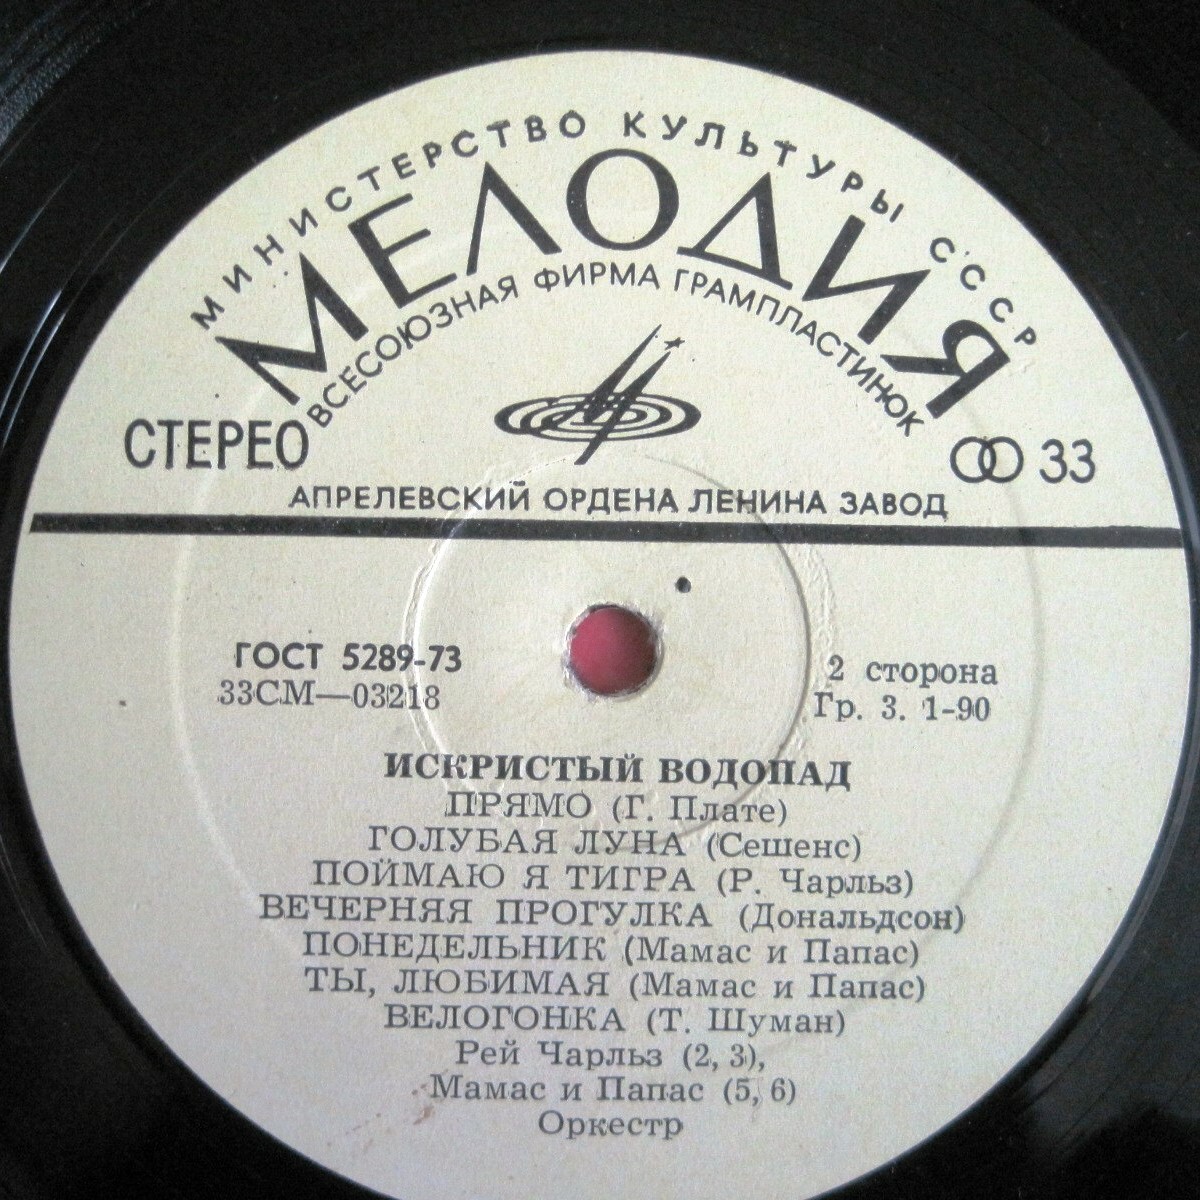 МИНИСТЕРСТВО КУЛЬТУРЫ СССР
МЕЛОДИЯ
ВСЕСОЮЗНАЯ ФИРМА ГРАМПЛАСТИНОК
СТЕРЕО
33
АПРЕЛЕВСКИЙ ОРДЕНА ЛЕНИНА ЗАВОД
ГОСТ 5289-73
33СМ—03218
2 сторона
Гр. 3. 1-90
ИСКРИСТЫЙ ВОДОПАД
ПРЯМО (Г. Плате)
ГОЛУБАЯ ЛУНА (Сешенс)
ПОЙМАЮ Я ТИГРА (Р. Чарльз)
ВЕЧЕРНЯЯ ПРОГУЛКА (Дональдсон)
ПОНЕДЕЛЬНИК (Мамас и Папас)
ТЫ, ЛЮБИМАЯ (Мамас и Папас)
ВЕЛОГОНКА (Т. Шуман)
Рей Чарльз (2, 3),
Мамас и Папас (5, 6)
Оркестр